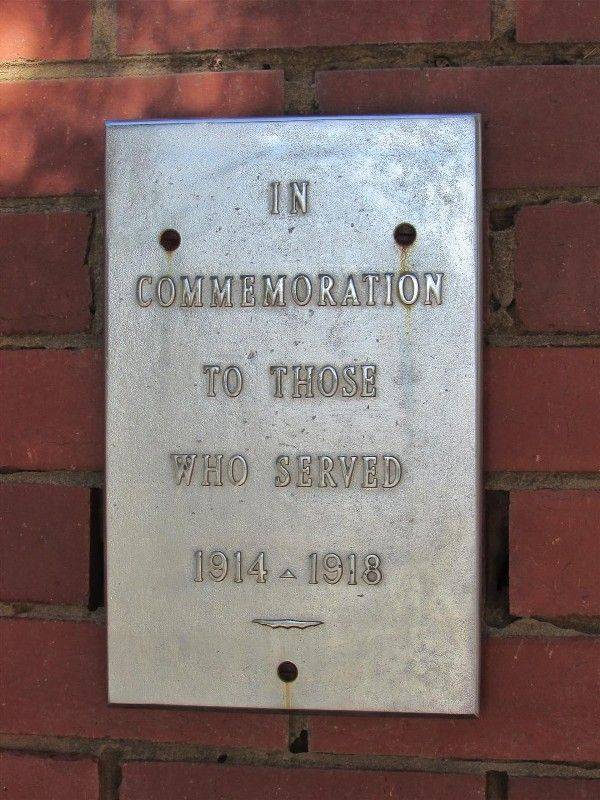 IN
COMMEMORATION
TO THOSE
WHO SERVED
1914 ▵ 1918